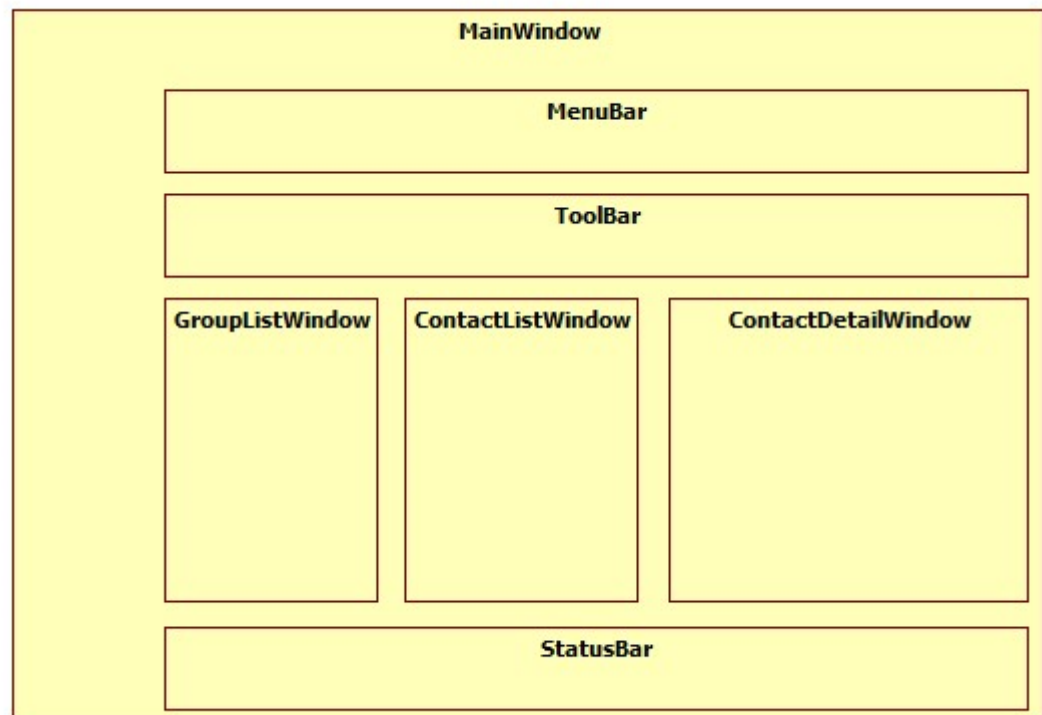 MainWindow
MenuBar
ToolBar
GroupListWindow
ContactListWindow
ContactDetailWindow
StatusBar